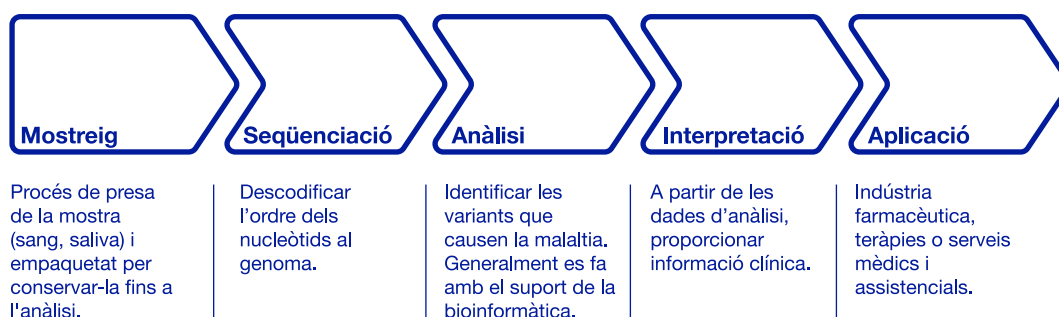 Mostreig
Seqüenciació
Anàlisi
Interpretació
Aplicació
Procés de presa
de la mostra
(sang, saliva) i
empaquetat per
conservar-la fins a
l'anàlisi.
Descodificar
l’ordre dels
nucleòtids al
genoma.
Identificar les
variants que
causen la malaltia.
Generalment es fa
amb el suport de la
bioinformàtica.
A partir de les
dades d’anàlisi,
proporcionar
informació clínica.
Indústria
farmacèutica,
teràpies o serveis
mèdics i
assistencials.